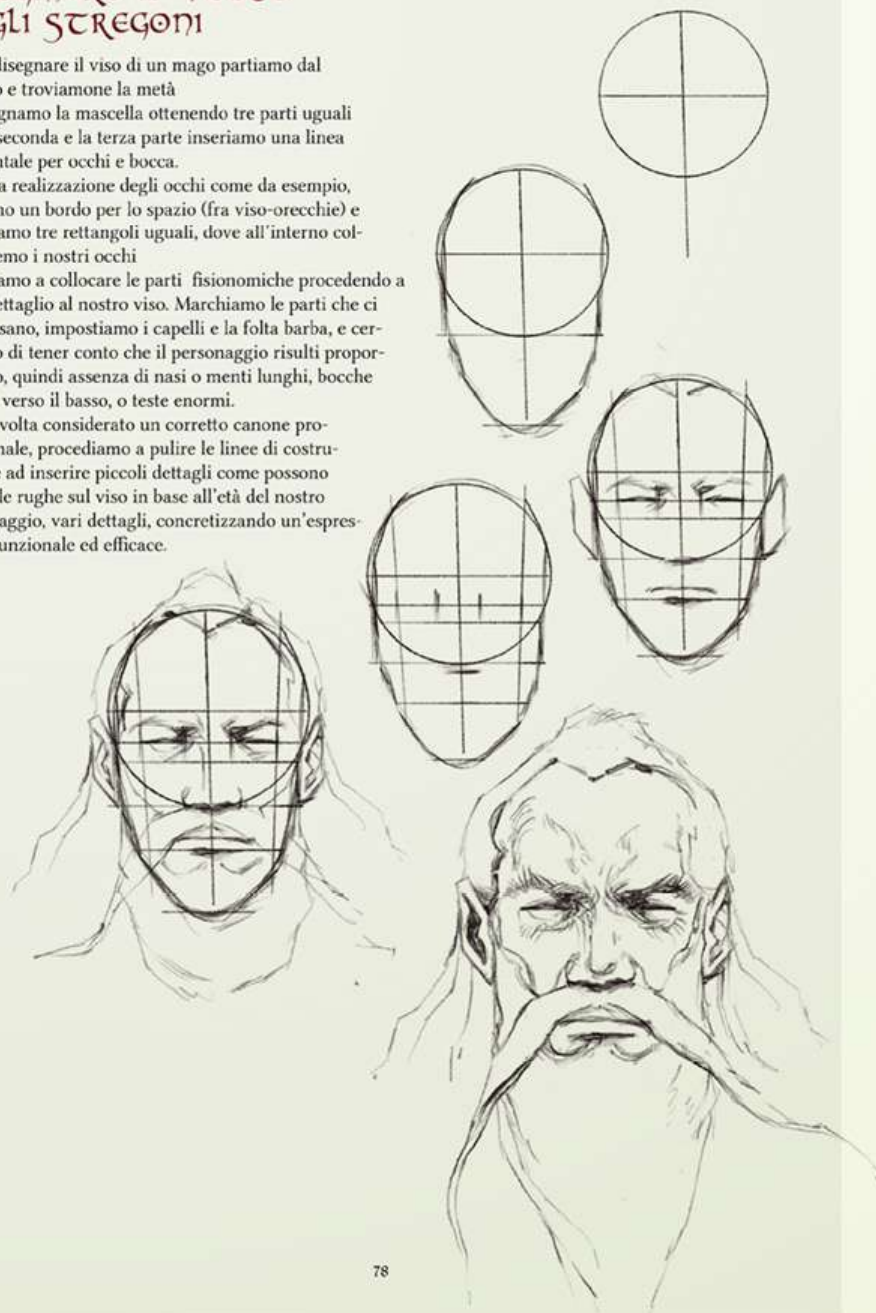 GLI STREGONI
disegnare il viso di un mago partiamo dal
e troviamone la metà
gnamo la mascella ottenendo tre parti uguali
seconda e la terza parte inseriamo una linea
ntale per occhi e bocca.
a realizzazione degli occhi come da esempio,
no un bordo per lo spazio (fra viso-orecchie) e
amo tre rettangoli uguali, dove all'interno col-
emo i nostri occhi
amo a collocare le parti fisionomiche procedendo a
ettaglio al nostro viso. Marchiamo le parti che ci
sano, impostiamo i capelli e la folta barba, e cer-
o di tener conto che il personaggio risulti propor-
o, quindi assenza di nasi o menti lunghi, bocche
verso il basso, o teste enormi.
volta considerato un corretto canone pro-
nale, procediamo a pulire le linee di costru-
e ad inserire piccoli dettagli come possono
le rughe sul viso in base all'età del nostro
aggio, vari dettagli, concretizzando un'espres-
unzionale ed efficace.
78